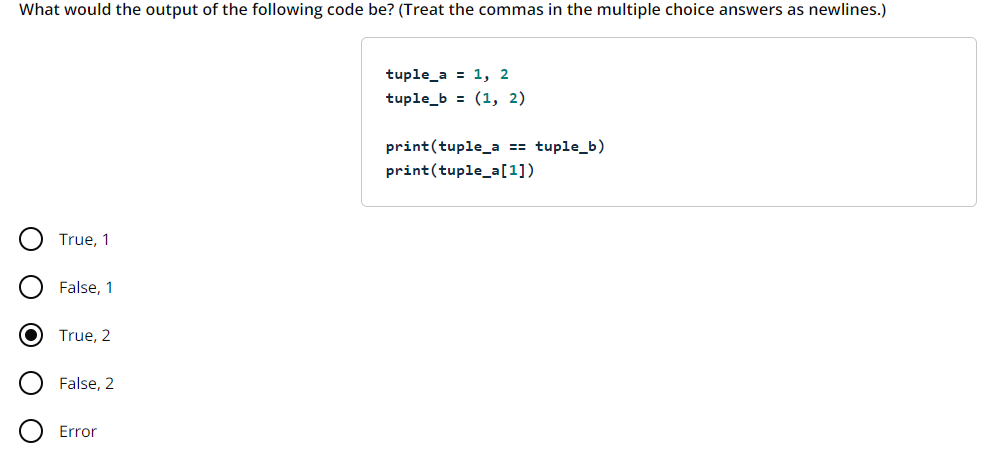 What would the output of the following code be? (Treat the commas in the multiple choice answers as newlines.)
tuple_a = 1, 2
tuple_b = (1, 2)
print(tuple_a == tuple_b)
print(tuple_a[1])
True, 1
False, 1
True, 2
False, 2
Error